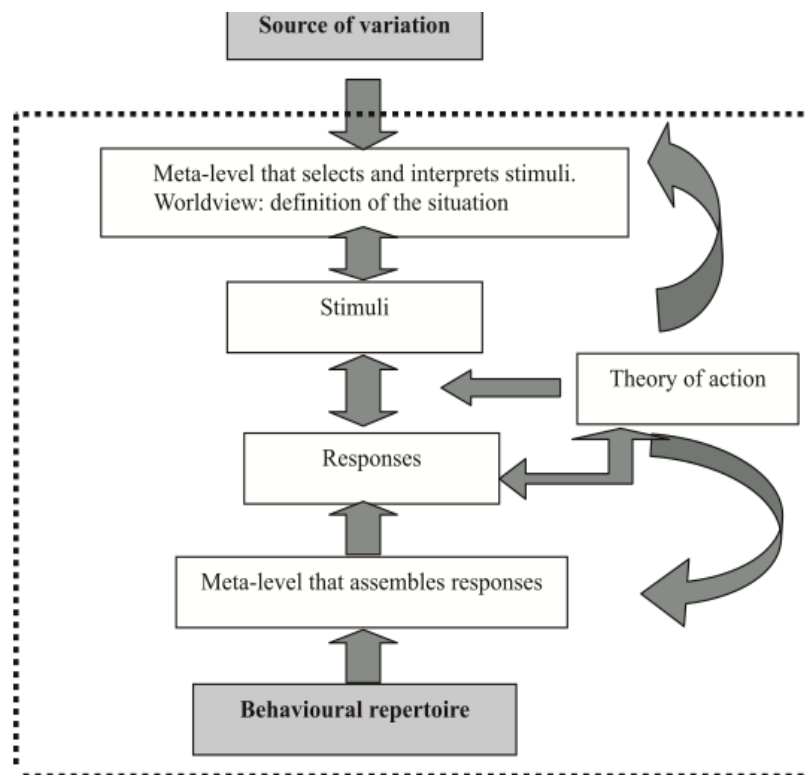 Source of variation
Meta-level that selects and interprets stimuli.
Worldview: definition of the situation
Stimuli
Theory of action
Responses
Meta-level that assembles responses
Behavioural repertoire